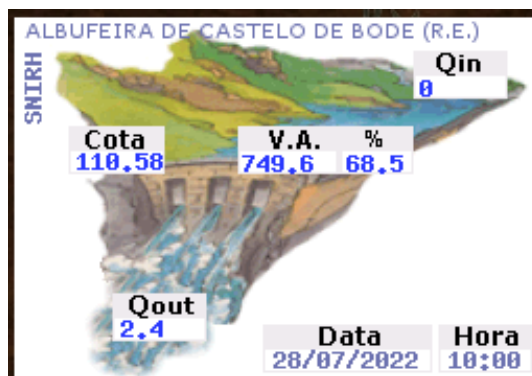 ALBUFEIRA DE CASTELO DE BODE (R.E.)
SNIRH
Qin
0
Cota
110.58
V.A.
749.6
%
68.5
Qout
2.4
Data
28/07/2022
Hora
10:00